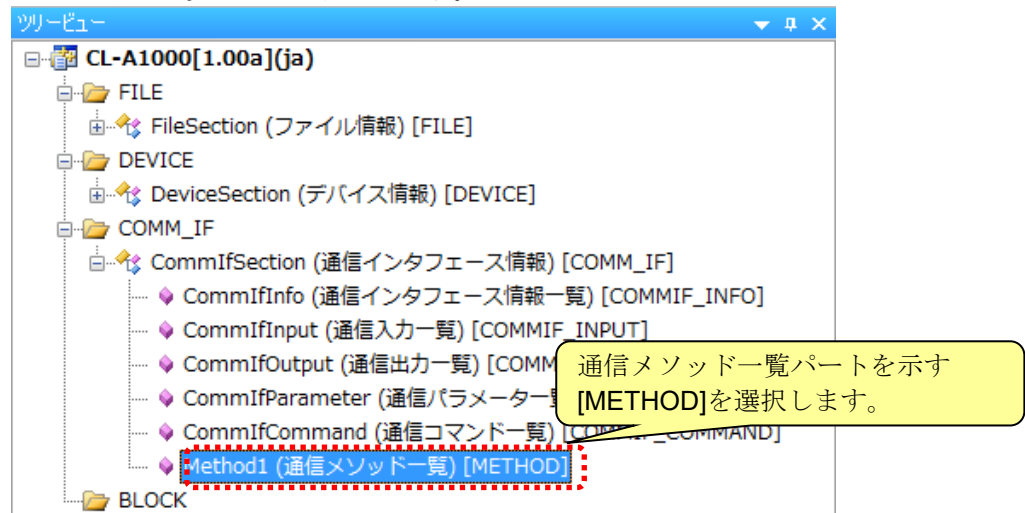 ツリービュー
CL-A1000[1.00a](ja)
FILE
FileSection (ファイル情報) [FILE]
DEVICE
DeviceSection (デバイス情報) [DEVICE]
COMM_IF
CommIfSection (通信インタフェース情報) [COMM_IF]
CommIfInfo (通信インタフェース情報一覧) [COMMIF_INFO]
CommIfInput (通信入力一覧) [COMMIF_INPUT]
CommIfOutput (通信出力一覧) [COMM
CommIfParameter (通信パラメーター
CommIfCommand (通信コマンド一覧) [COMMIF_COMMAND]
Method1 (通信メソッド一覧) [METHOD]
BLOCK
通信メソッド一覧パートを示す
[METHOD]を選択します。